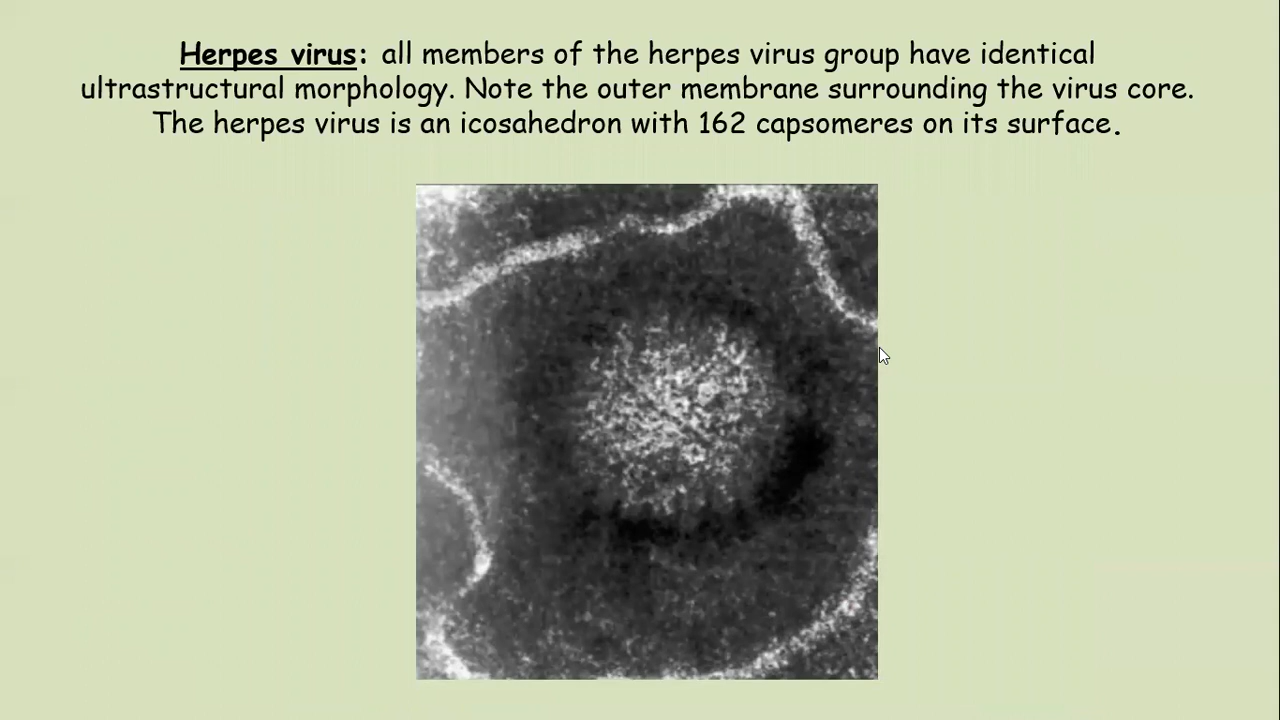 Herpes virus: all members of the herpes virus group have identical
ultrastructural morphology. Note the outer membrane surrounding the virus core.
The herpes virus is an icosahedron with 162 capsomeres on its surface.